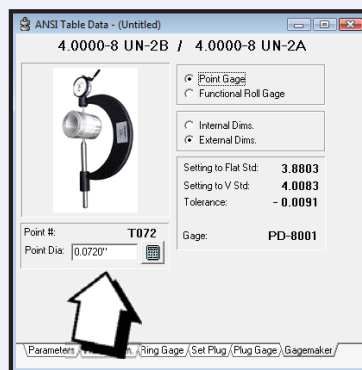 ANSI Table Data - (Untitled)
4.0000-8 UN-2B / 4.0000-8 UN-2A
Point Gage
Functional Roll Gage
Internal Dims.
External Dims.
Setting to Flat Std: 3.8803
Setting to V Std: 4.0083
Tolerance: - 0.0091
Gage: PD-8001
Point #: T072
Point Dia: 0.0720"
Parameters / Ring Gage / Set Plug / Plug Gage / Gagemaker /